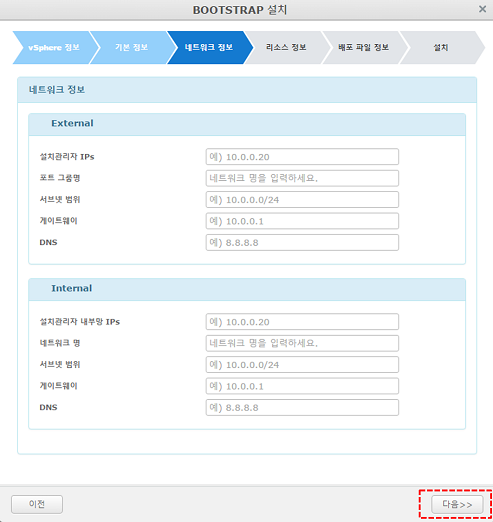 BOOTSTRAP 설치
×
vSphere 정보 기본 정보 네트워크 정보 리소스 정보 배포 파일 정보 설치
네트워크 정보
External
설치관리자 IPs 예) 10.0.0.20
포트 그룹명 네트워크 명을 입력하세요.
서브넷 범위 예) 10.0.0.0/24
게이트웨이 예) 10.0.0.1
DNS 예) 8.8.8.8
Internal
설치관리자 내부망 IPs 예) 10.0.0.20
네트워크 명 네트워크 명을 입력하세요.
서브넷 범위 예) 10.0.0.0/24
게이트웨이 예) 10.0.0.1
DNS 예) 8.8.8.8
이전 다음>>